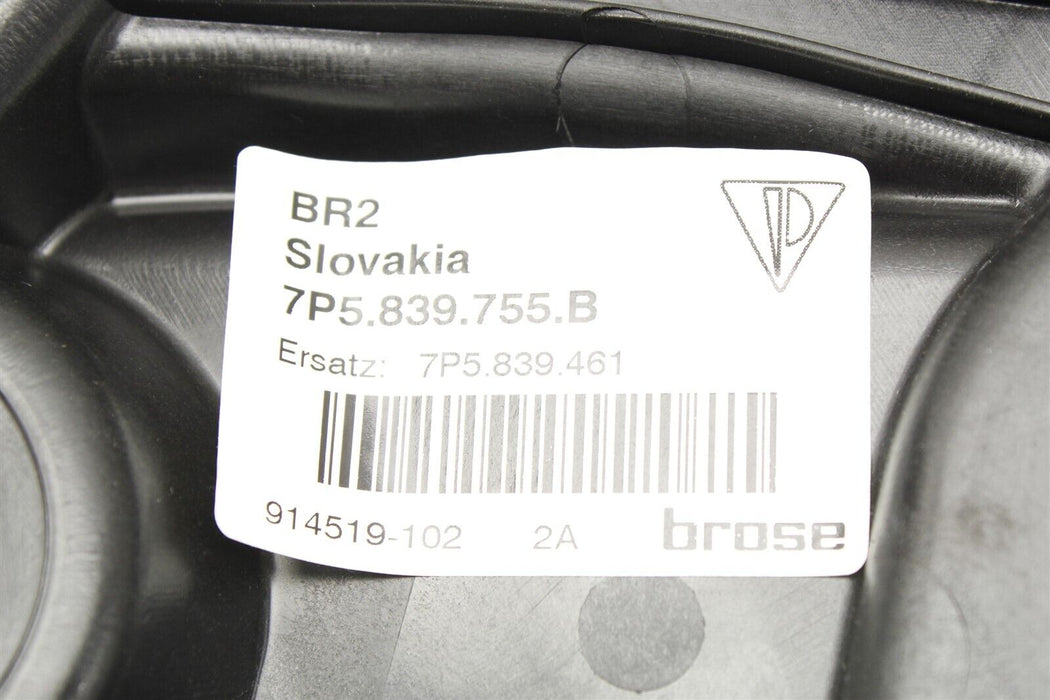 BR2
Slovakia
7P5.839.755.B
Ersatz: 7P5.839.461
914519-102 2A brose